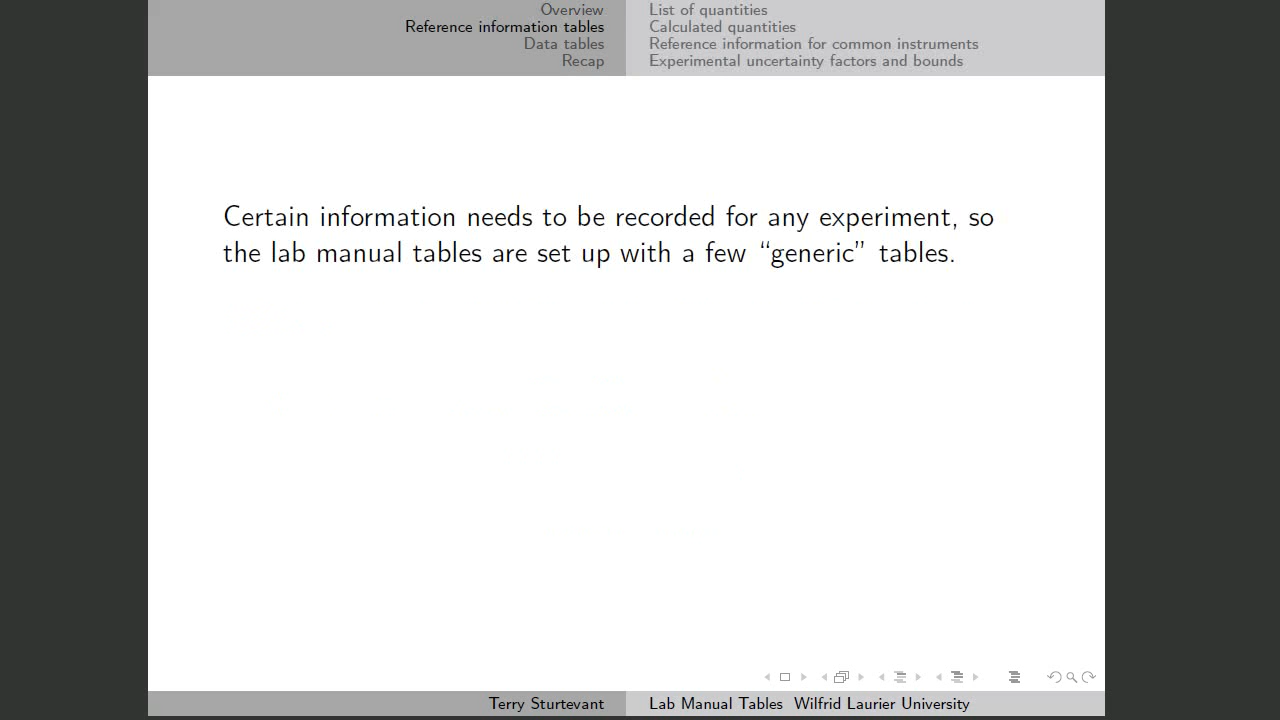 Overview
Reference information tables
Data tables
Recap
List of quantities
Calculated quantities
Reference information for common instruments
Experimental uncertainty factors and bounds
Certain information needs to be recorded for any experiment, so
the lab manual tables are set up with a few “generic” tables.
Terry Sturtevant
Lab Manual Tables Wilfrid Laurier University